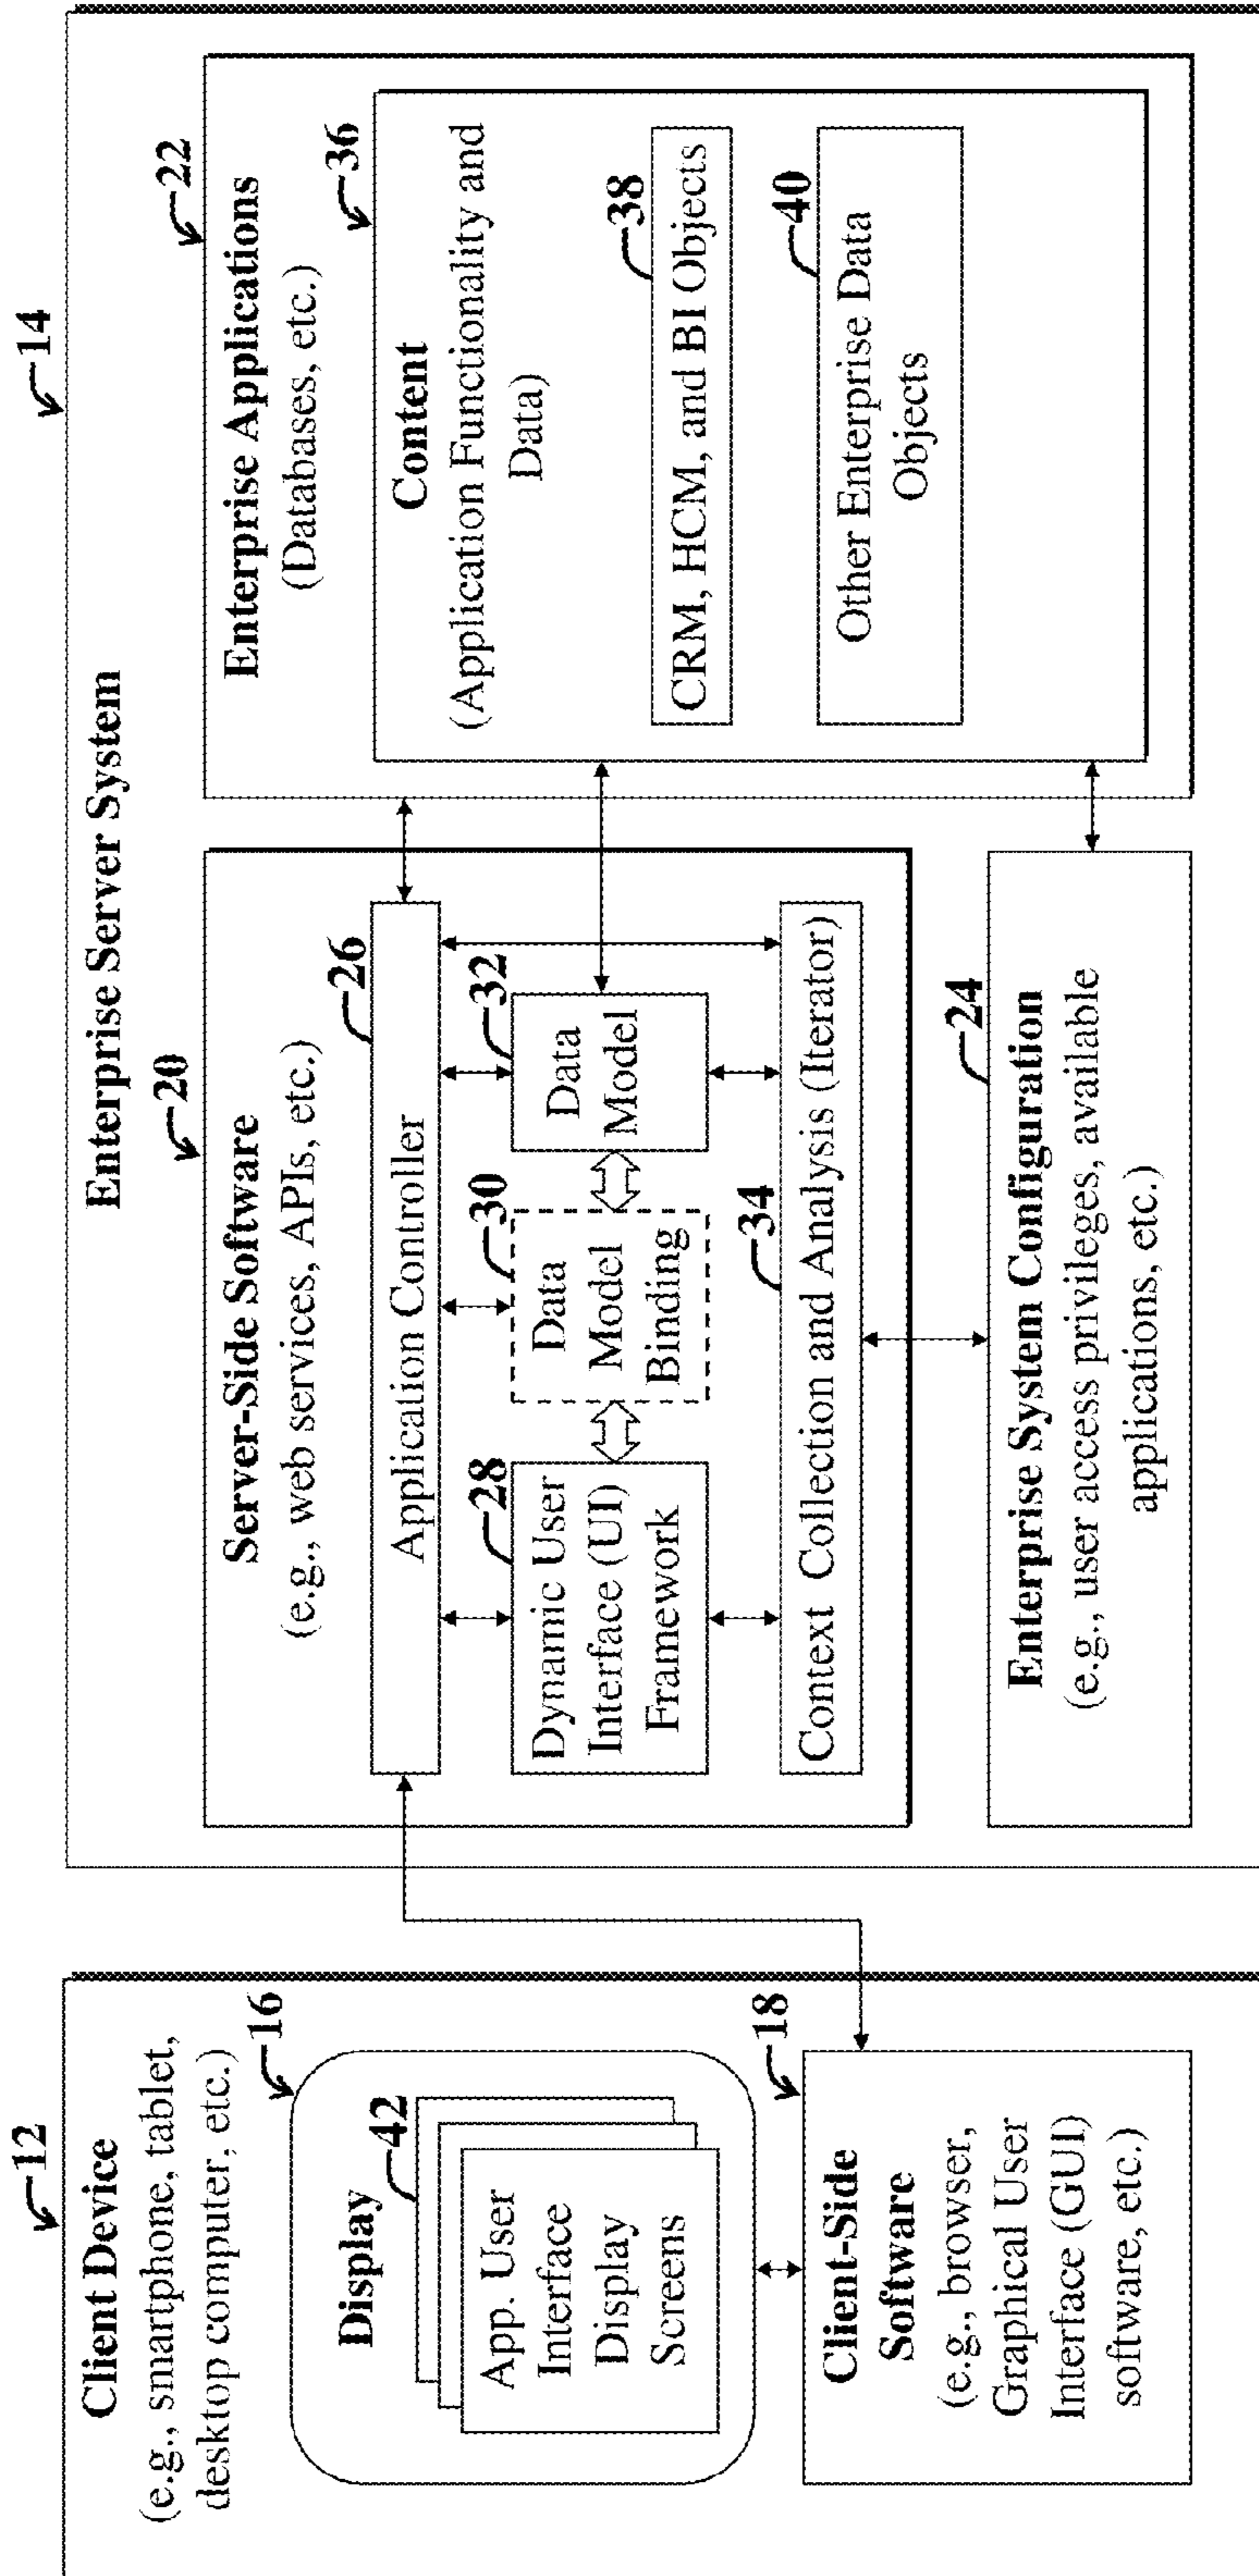 12
Client Device
(e.g., smartphone, tablet,
desktop computer, etc.)
16
Display
42
App. User
Interface
Display
Screens
18
Client-Side
Software
(e.g., browser,
Graphical User
Interface (GUI)
software, etc.)
14
Enterprise Server System
20
Server-Side Software
(e.g., web services, APIs, etc.)
26
Application Controller
28
Dynamic User
Interface (UI)
Framework
30
Data
Model
Binding
32
Data
Model
34
Context Collection and Analysis (Iterator)
24
Enterprise System Configuration
(e.g., user access privileges, available
applications, etc.)
22
Enterprise Applications
(Databases, etc.)
36
Content
(Application Functionality and
Data)
38
CRM, HCM, and BI Objects
40
Other Enterprise Data
Objects